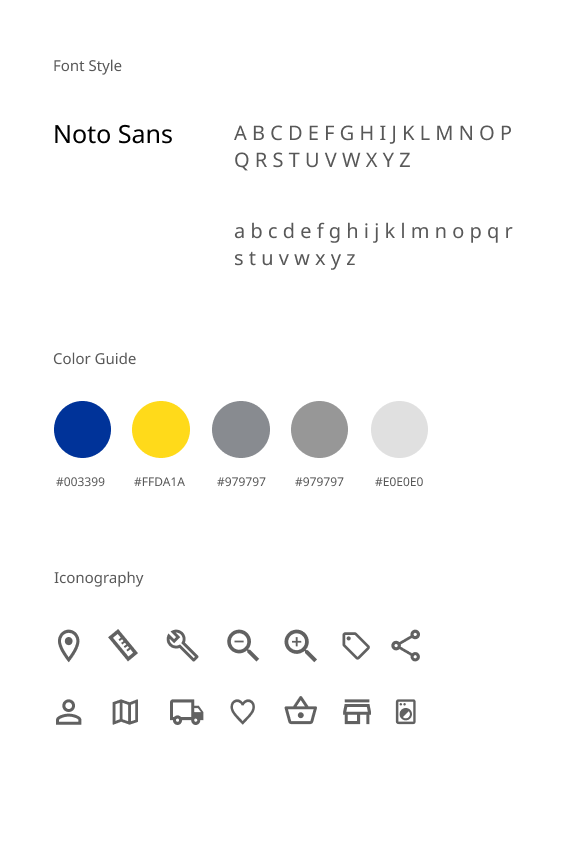 Font Style
Noto Sans
A B C D E F G H I J K L M N O P
Q R S T U V W X Y Z
a b c d e f g h i j k l m n o p q r
s t u v w x y z
Color Guide
#003399 #FFDA1A #979797 #979797 #E0E0E0
Iconography